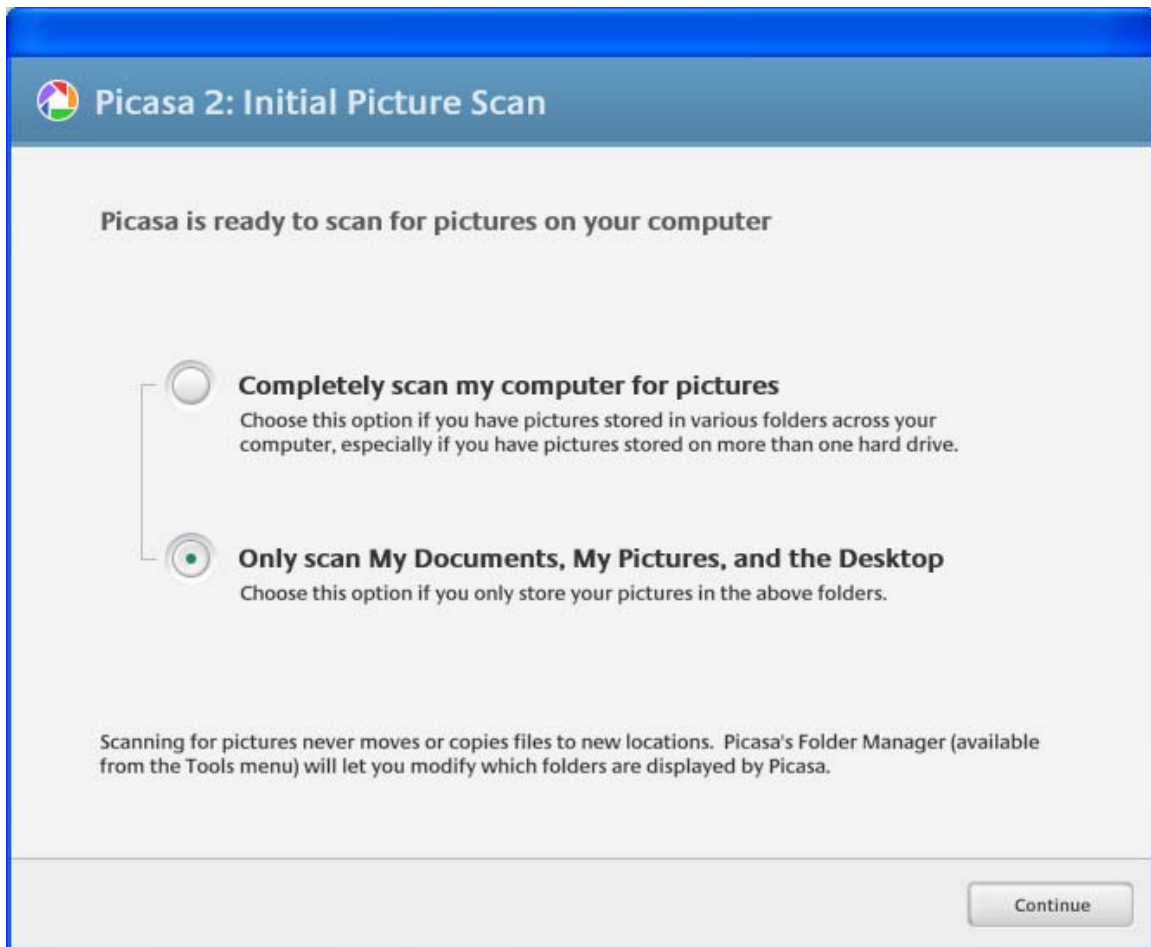 Picasa 2: Initial Picture Scan
Picasa is ready to scan for pictures on your computer
Completely scan my computer for pictures
Choose this option if you have pictures stored in various folders across your
computer, especially if you have pictures stored on more than one hard drive.
Only scan My Documents, My Pictures, and the Desktop
Choose this option if you only store your pictures in the above folders.
Scanning for pictures never moves or copies files to new locations.  Picasa's Folder Manager (available
from the Tools menu) will let you modify which folders are displayed by Picasa.
Continue